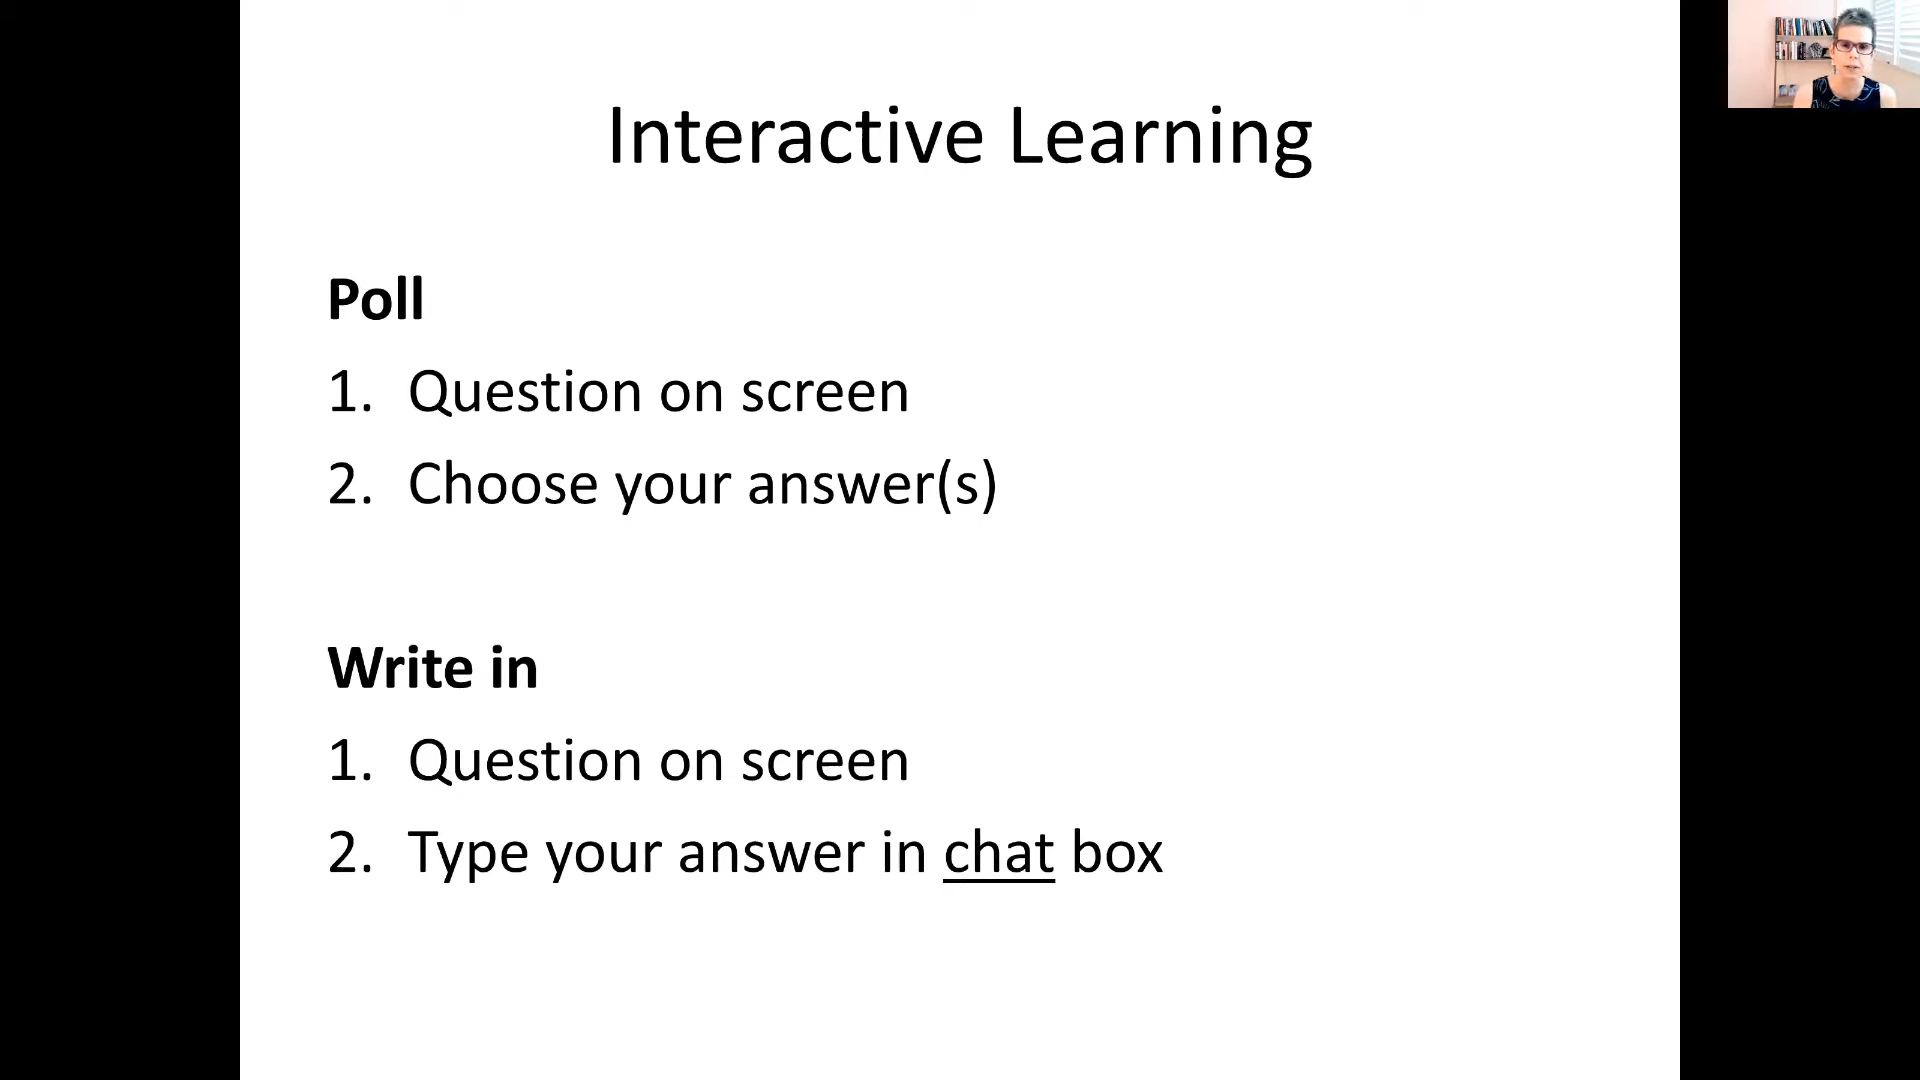 Interactive Learning
Poll
1. Question on screen
2. Choose your answer(s)
Write in
1. Question on screen
2. Type your answer in chat box